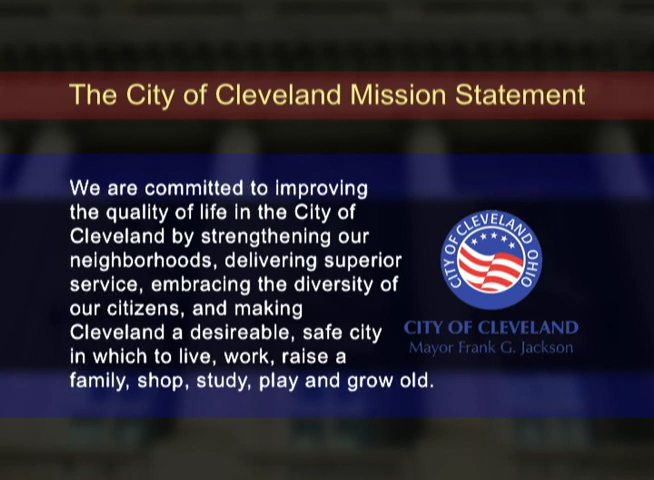 The City of Cleveland Mission Statement
We are committed to improving
the quality of life in the City of
Cleveland by strengthening our
neighborhoods, delivering superior
service, embracing the diversity of
our citizens, and making
Cleveland a desireable, safe city
in which to live, work, raise a
family, shop, study, play and grow old.
CITY OF CLEVELAND OHIO
CITY OF CLEVELAND
Mayor Frank G. Jackson